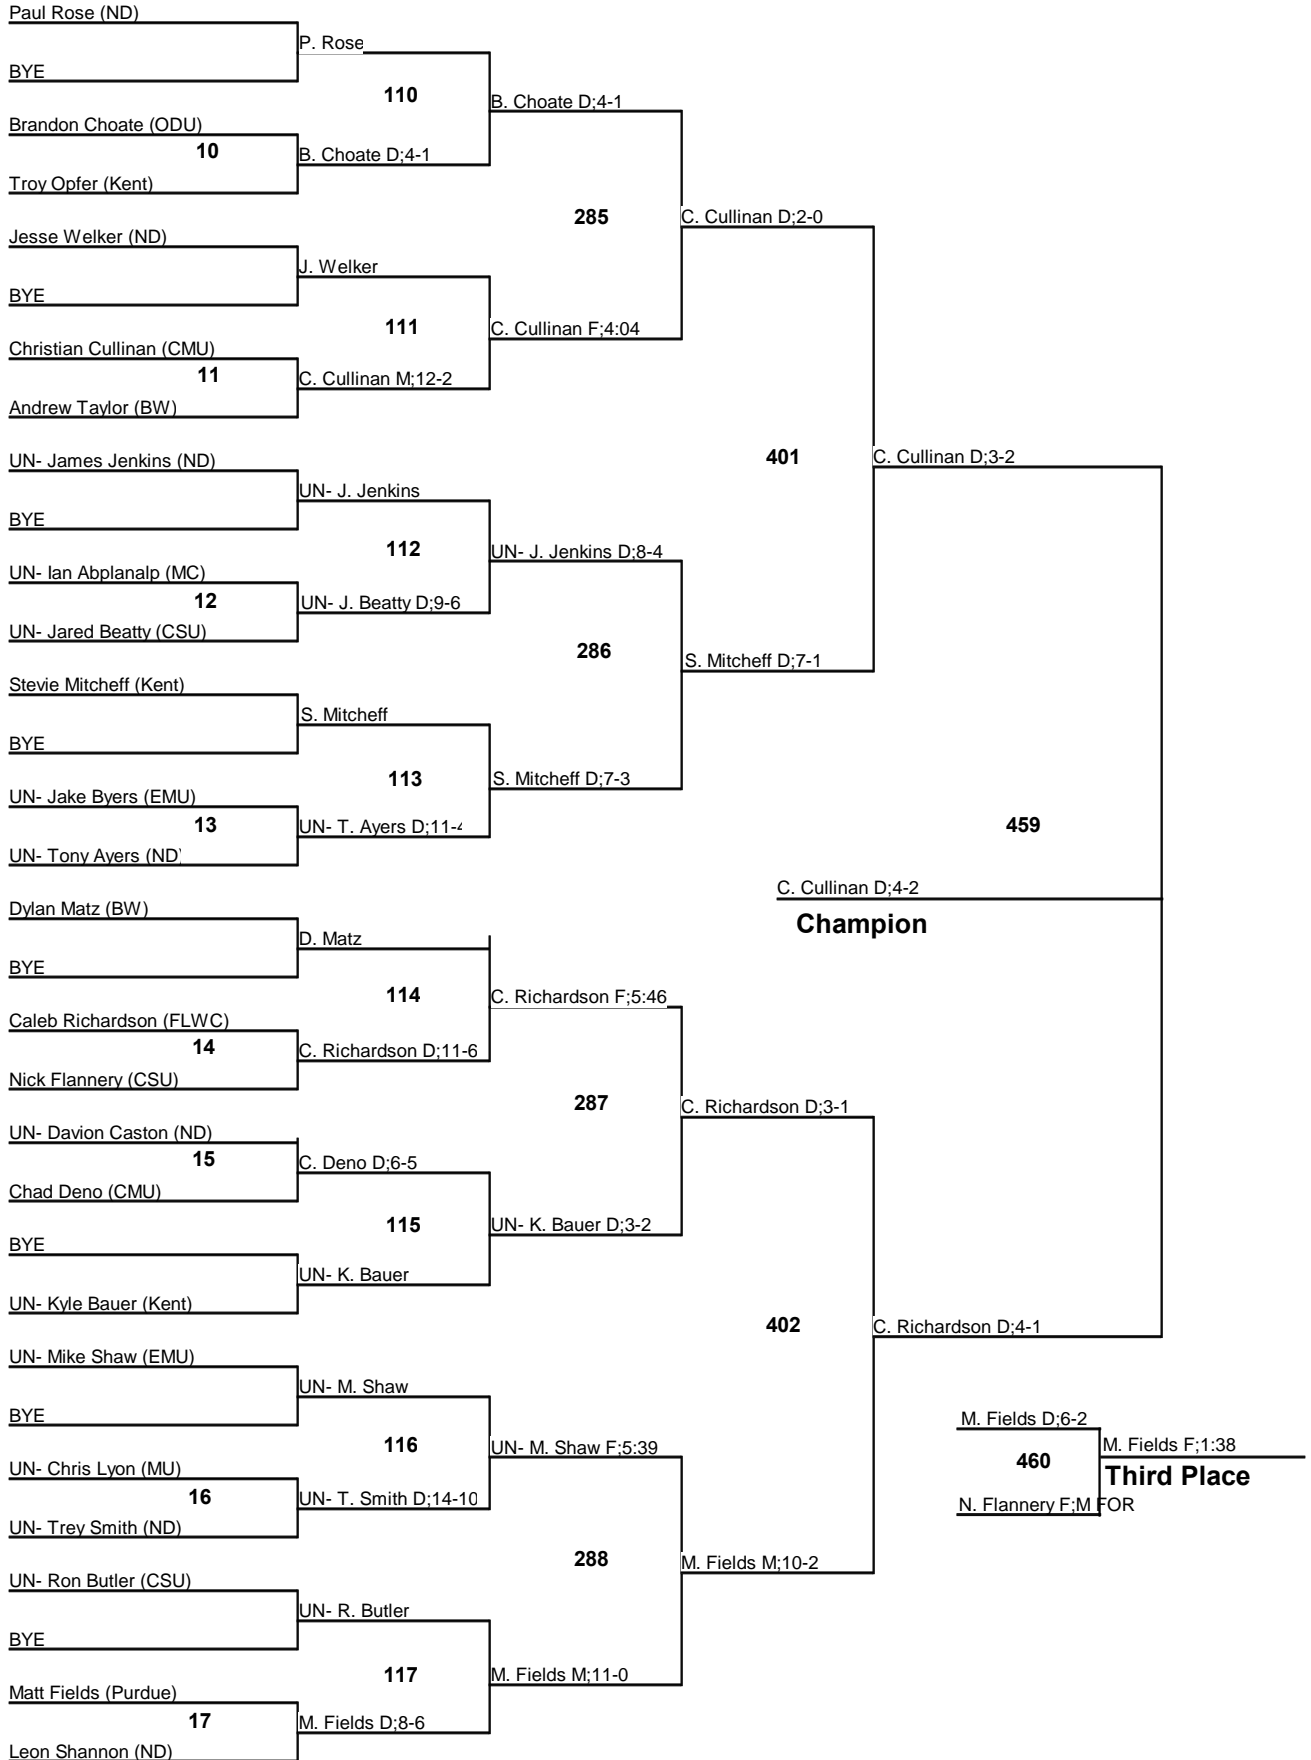 Paul Rose (ND)
P. Rose
BYE
110
B. Choate D;4-1
Brandon Choate (ODU)
10
B. Choate D;4-1
Troy Opfer (Kent)
285
C. Cullinan D;2-0
Jesse Welker (ND)
J. Welker
BYE
111
C. Cullinan F;4:04
Christian Cullinan (CMU)
11
C. Cullinan M;12-2
Andrew Taylor (BW)
401
C. Cullinan D;3-2
UN- James Jenkins (ND)
UN- J. Jenkins
BYE
112
UN- J. Jenkins D;8-4
UN- Ian Abplanalp (MC)
12
UN- J. Beatty D;9-6
UN- Jared Beatty (CSU)
286
S. Mitcheff D;7-1
Stevie Mitcheff (Kent)
S. Mitcheff
BYE
113
S. Mitcheff D;7-3
UN- Jake Byers (EMU)
13
UN- T. Ayers D;11-4
459
UN- Tony Ayers (ND)
C. Cullinan D;4-2
Champion
Dylan Matz (BW)
D. Matz
BYE
114
C. Richardson F;5:46
Caleb Richardson (FLWC)
14
C. Richardson D;11-6
Nick Flannery (CSU)
287
C. Richardson D;3-1
UN- Davion Caston (ND)
15
C. Deno D;6-5
Chad Deno (CMU)
115
UN- K. Bauer D;3-2
BYE
UN- K. Bauer
UN- Kyle Bauer (Kent)
402
C. Richardson D;4-1
UN- Mike Shaw (EMU)
UN- M. Shaw
BYE
116
UN- M. Shaw F;5:39
UN- Chris Lyon (MU)
16
UN- T. Smith D;14-10
UN- Trey Smith (ND)
M. Fields D;6-2
460
M. Fields F;1:38
Third Place
N. Flannery F;M FOR
288
M. Fields M;10-2
UN- Ron Butler (CSU)
UN- R. Butler
BYE
117
M. Fields M;11-0
Matt Fields (Purdue)
17
M. Fields D;8-6
Leon Shannon (ND)